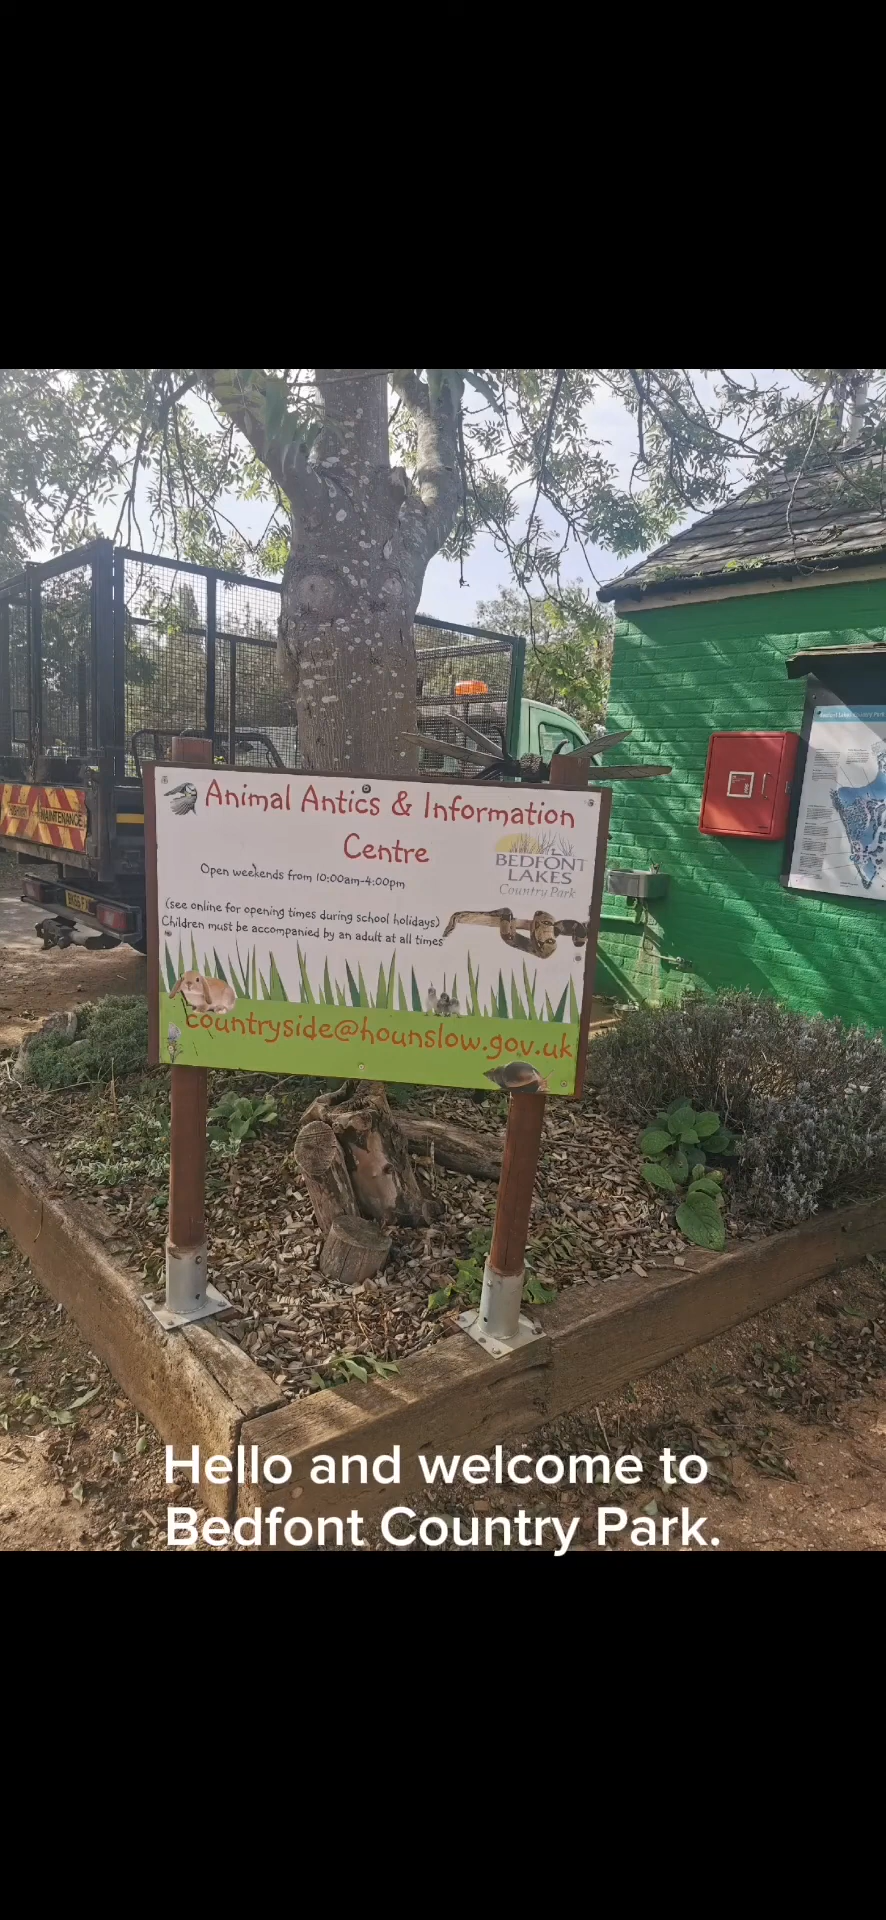 Animal Antics & Information
Centre
Open weekends from 10:00am-4:00pm
BEDFONT
LAKES
Country Park
(see online for opening times during school holidays)
Children must be accompanied by an adult at all times
countryside@hounslow.gov.uk
MAINTENANCE
Hello and welcome to
Bedfont Country Park.